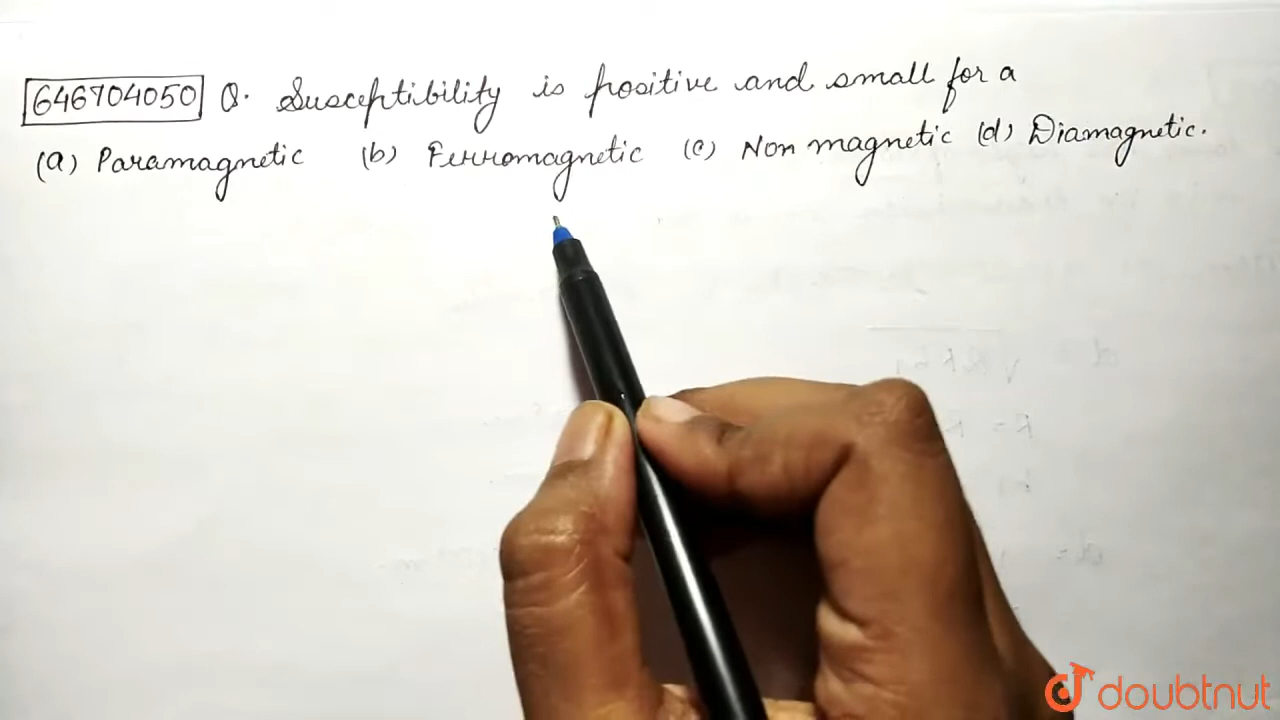 646704050 Q. Susceptibility is positive and small for a
(a) Paramagnetic (b) Ferromagnetic (c) Non magnetic (d) Diamagnetic.
doubtnut